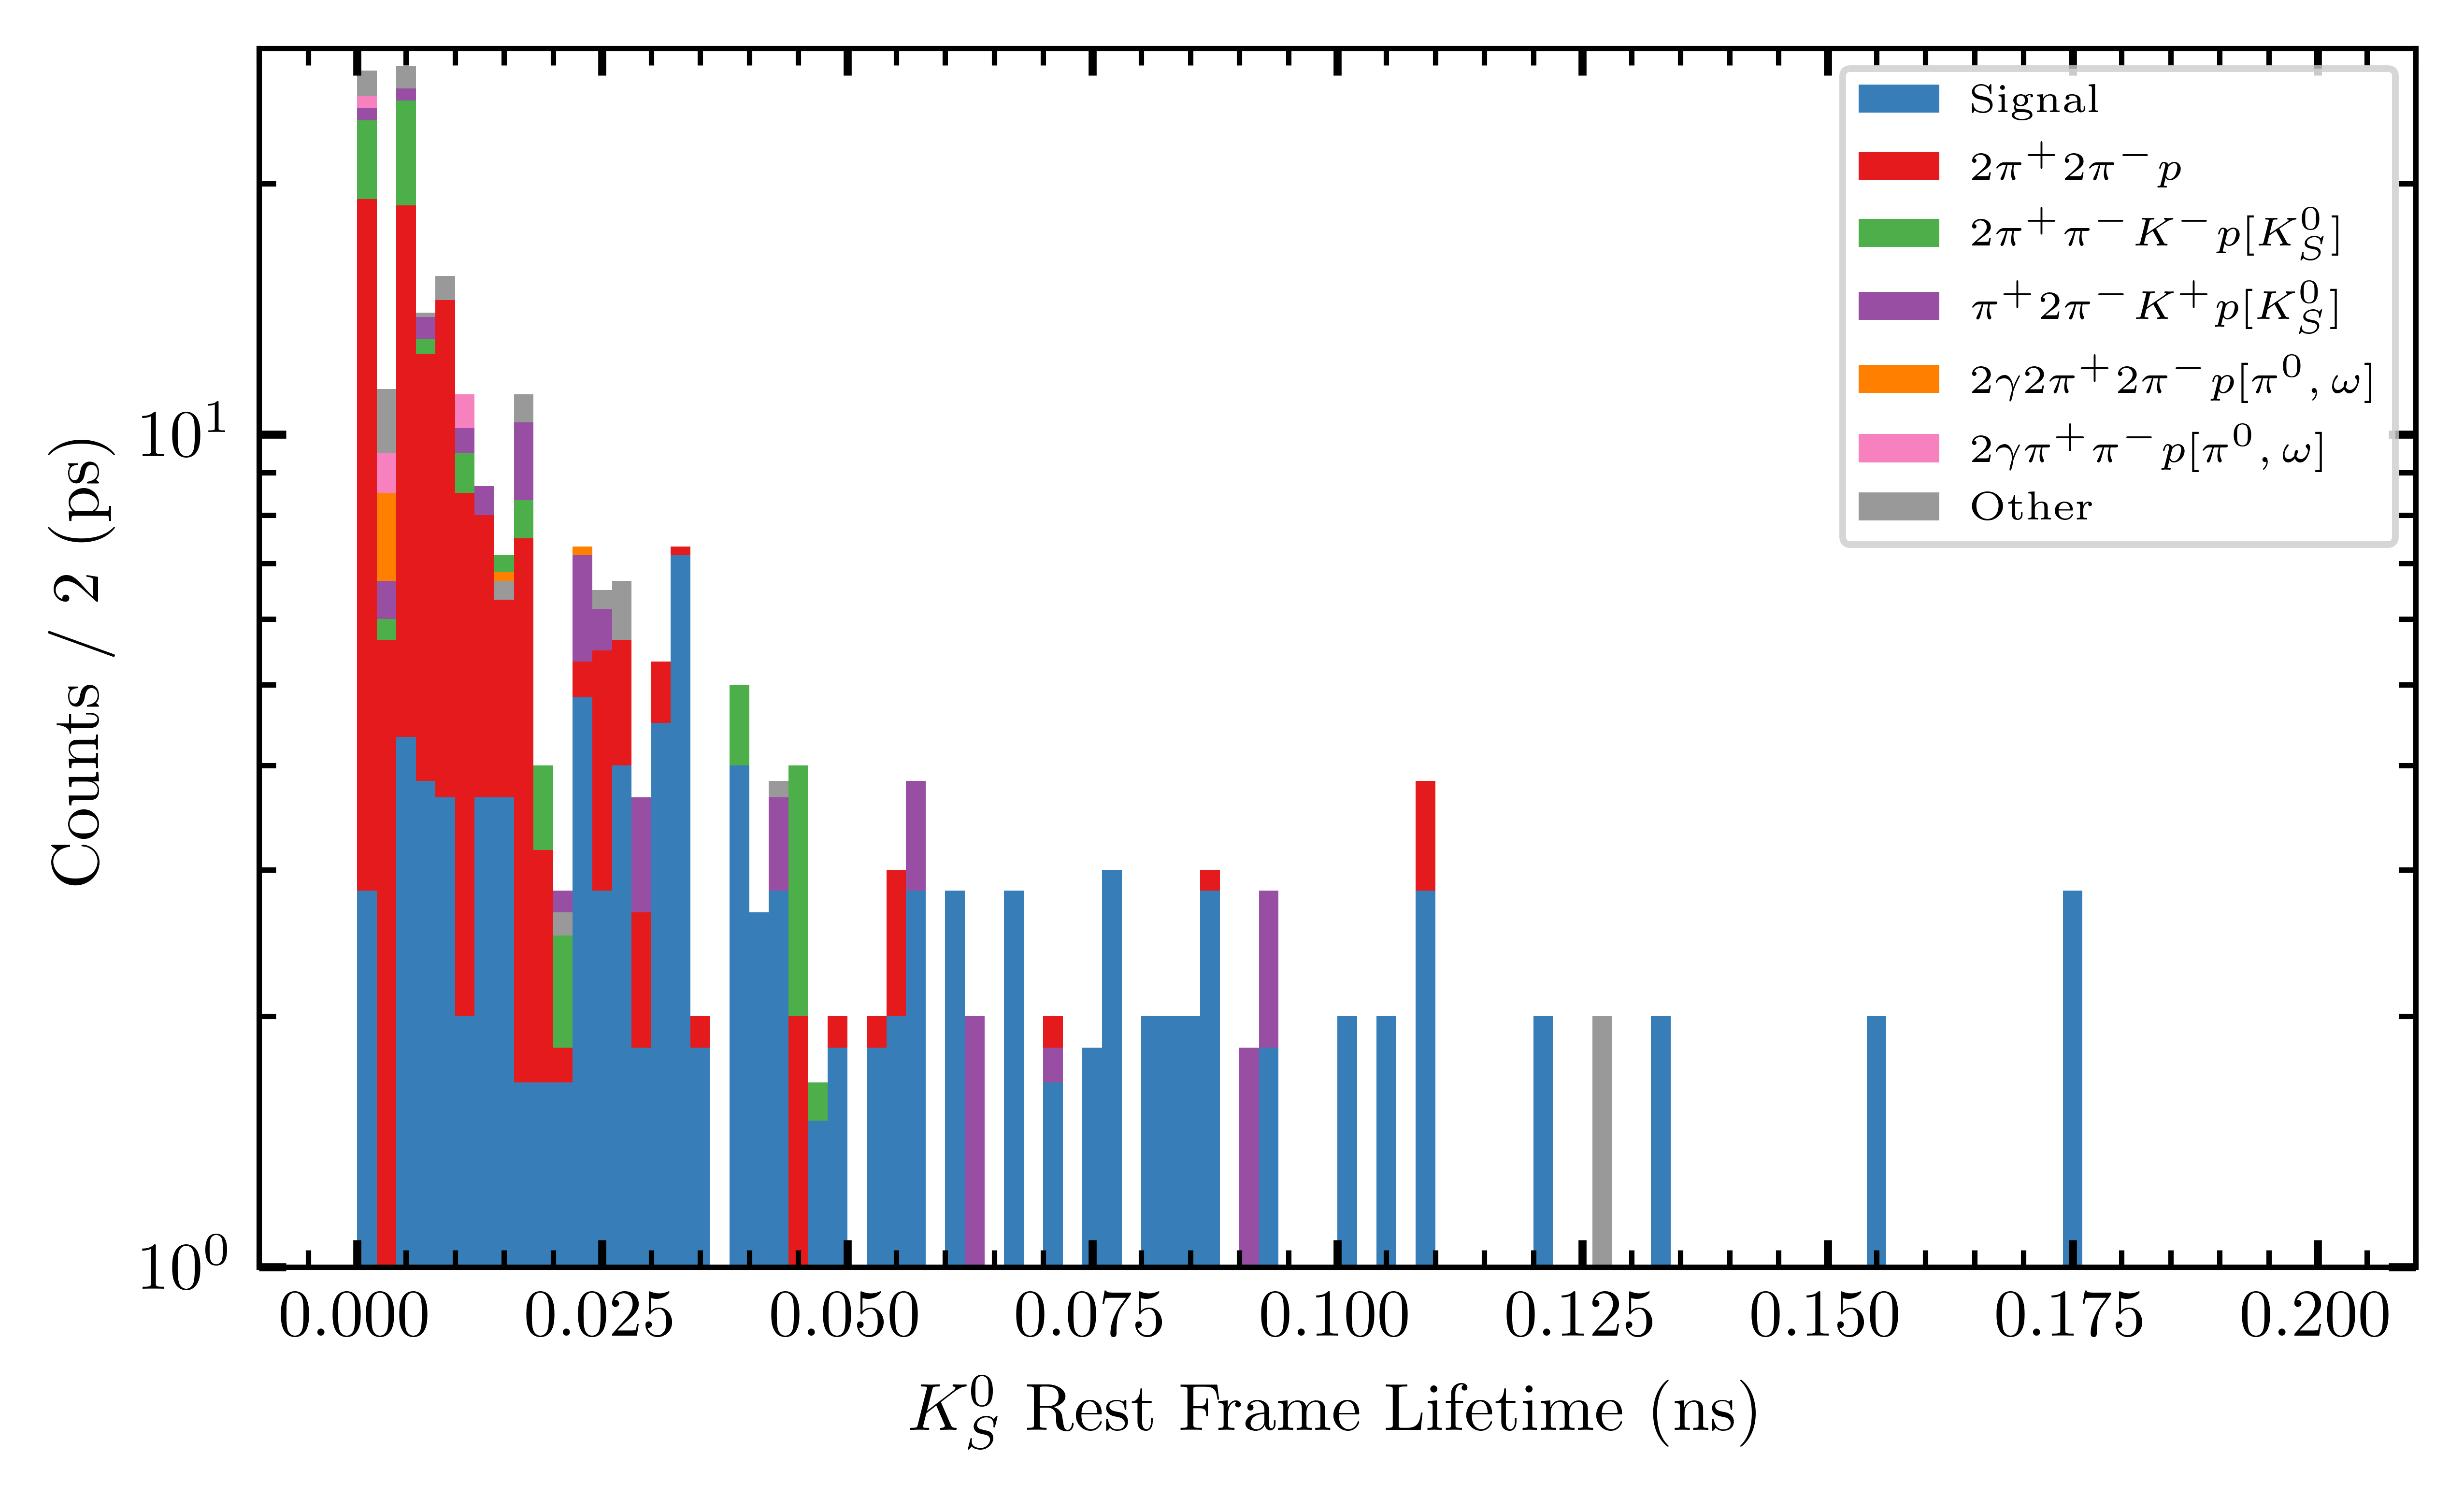 Counts / 2 (ps)
10¹
10⁰
Signal
2π⁺2π⁻p
2π⁺π⁻K⁻p[K⁰_S]
π⁺2π⁻K⁺p[K⁰_S]
2γ2π⁺2π⁻p[π⁰, ω]
2γπ⁺π⁻p[π⁰, ω]
Other
0.000 0.025 0.050 0.075 0.100 0.125 0.150 0.175 0.200
K⁰_S Rest Frame Lifetime (ns)